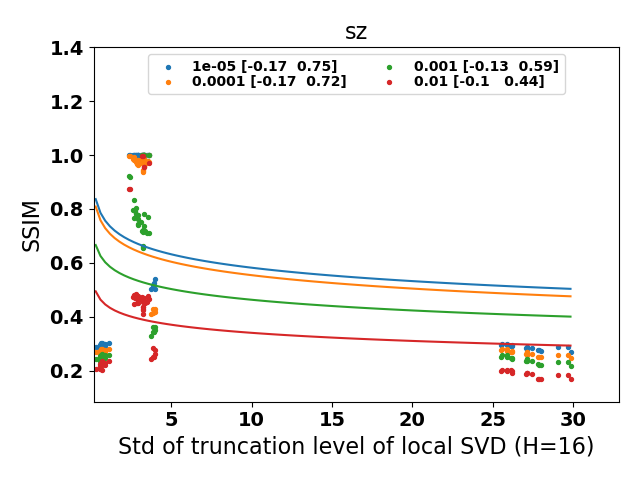 sz
1e-05 [-0.17 0.75]
0.0001 [-0.17 0.72]
0.001 [-0.13 0.59]
0.01 [-0.1 0.44]
SSIM
1.4
1.2
1.0
0.8
0.6
0.4
0.2
5 10 15 20 25 30
Std of truncation level of local SVD (H=16)